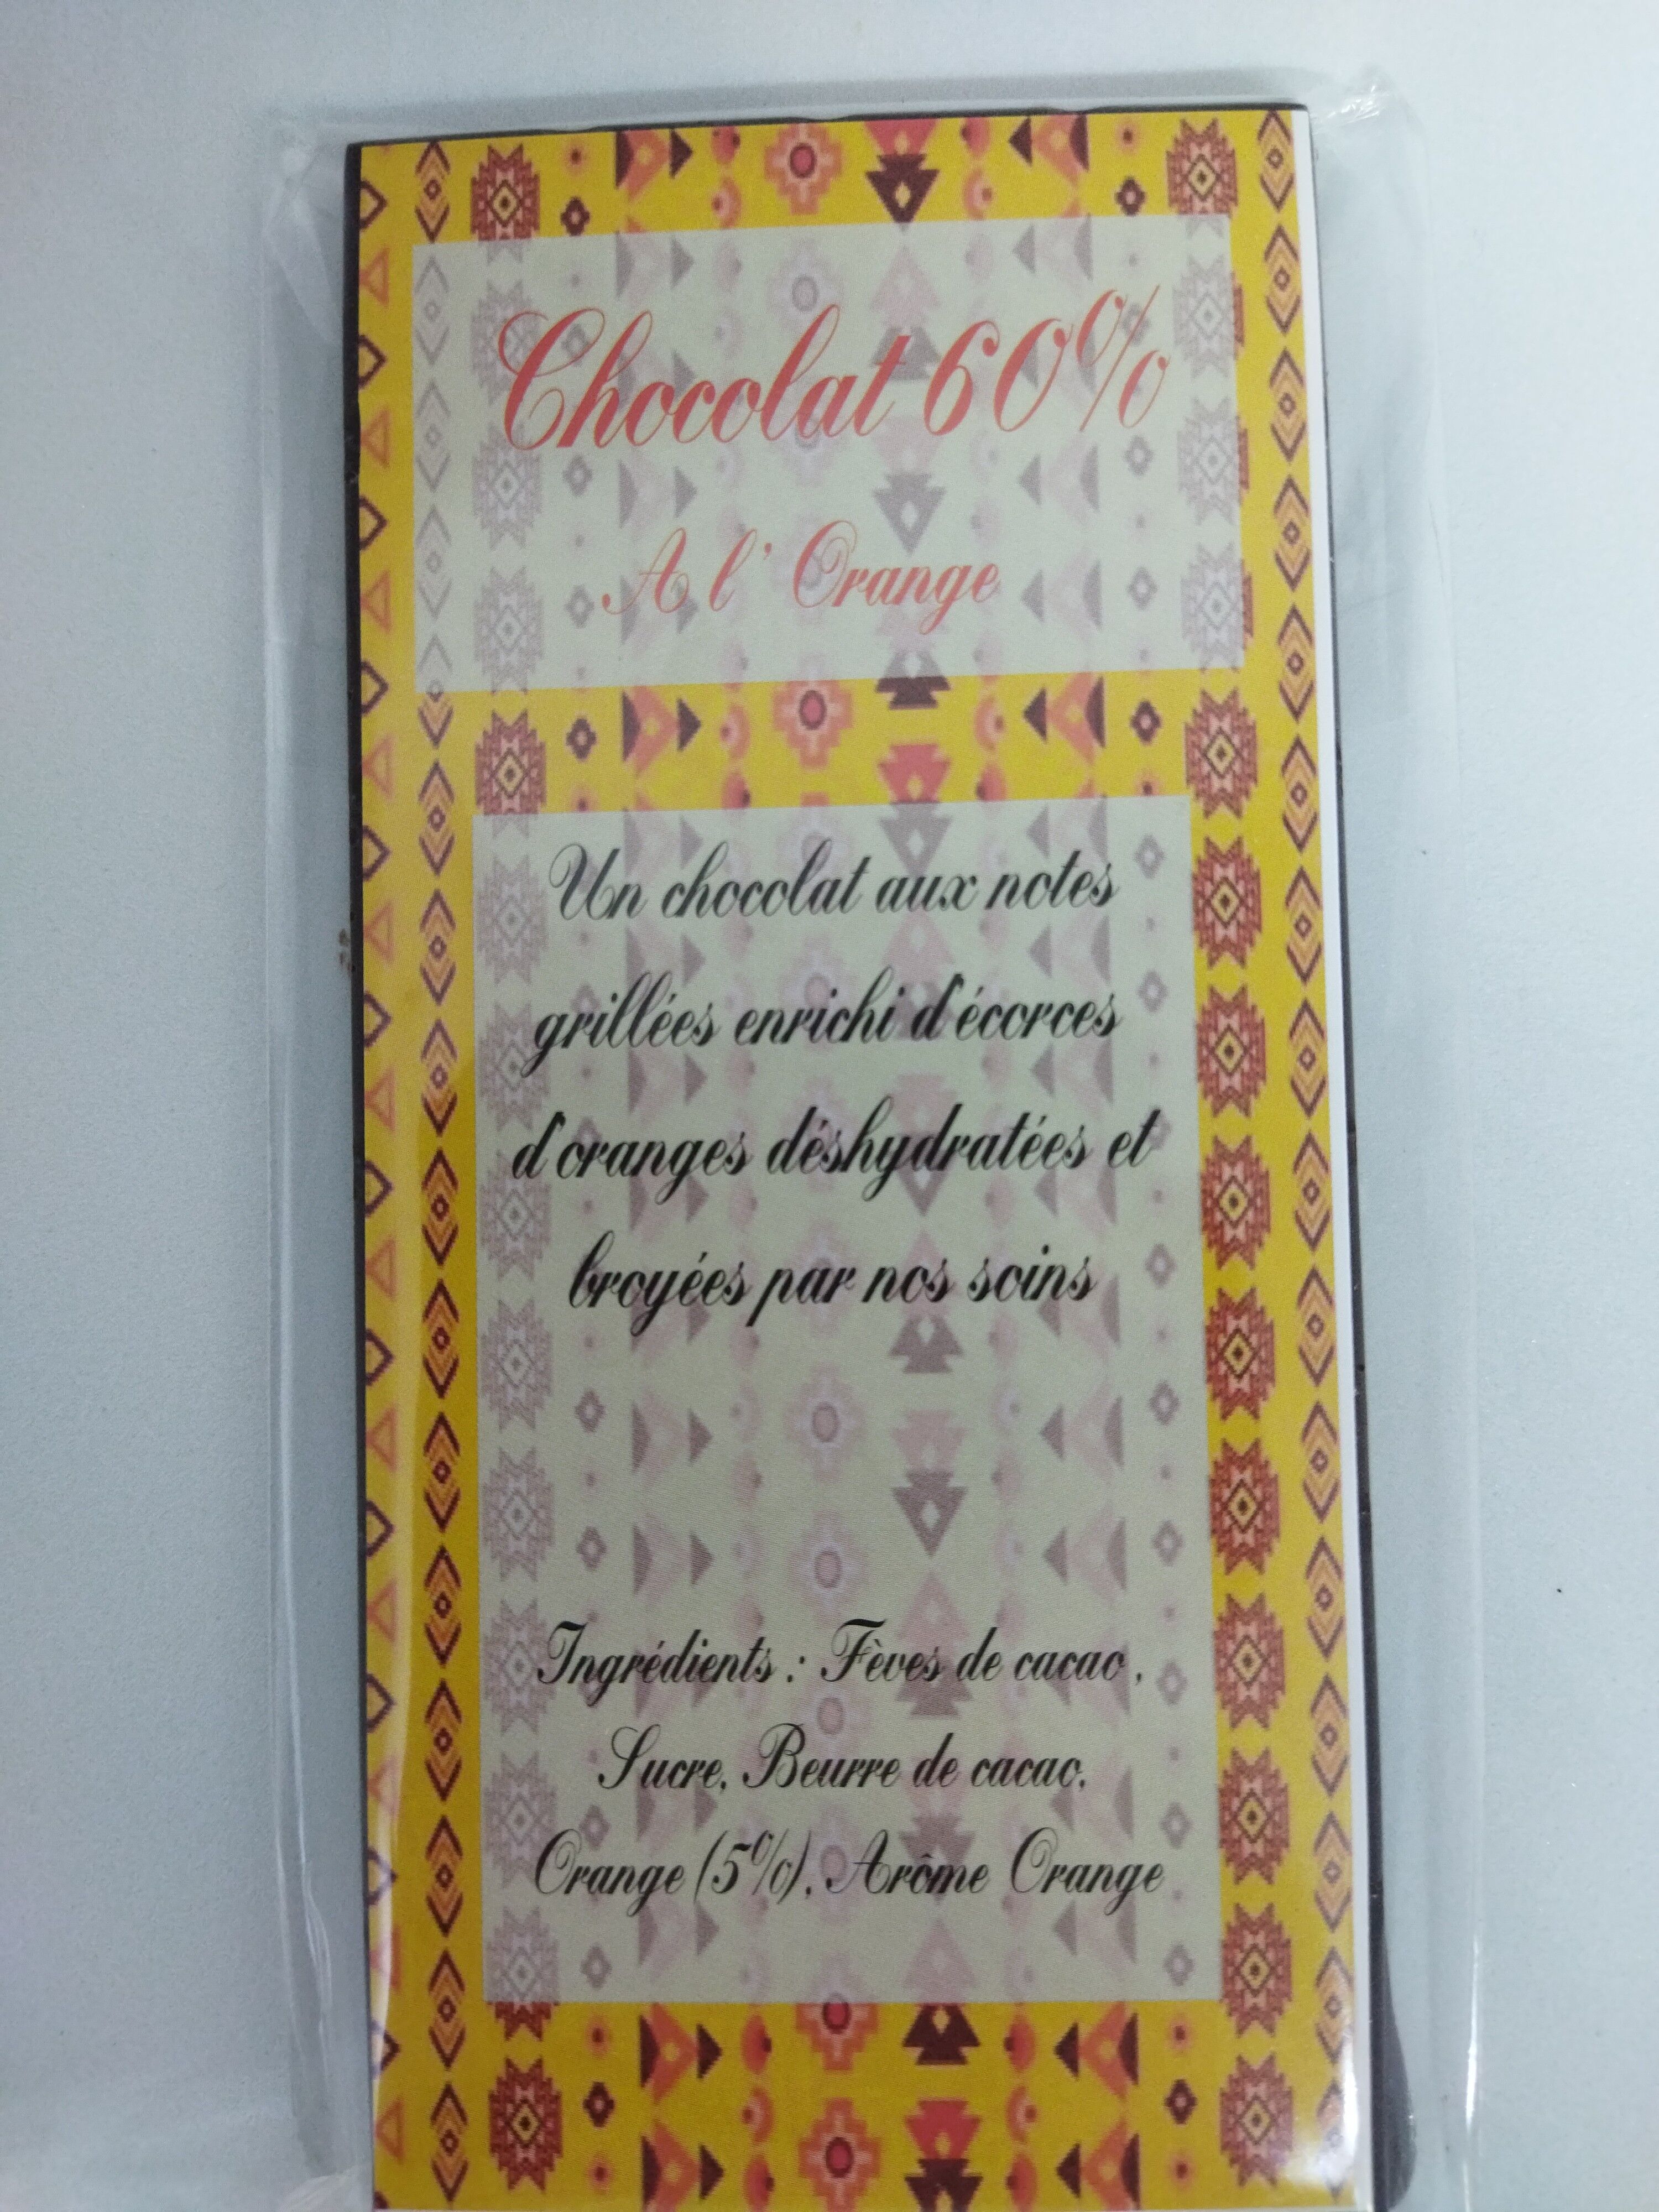 Chocolat 60%
A l' Orange
Un chocolat aux notes
grillées enrichi d'écorces
d'oranges déshydratées et
broyées par nos soins
Ingrédients : Fèves de cacao ,
Sucre, Beurre de cacao,
Orange (5%), Arôme Orange